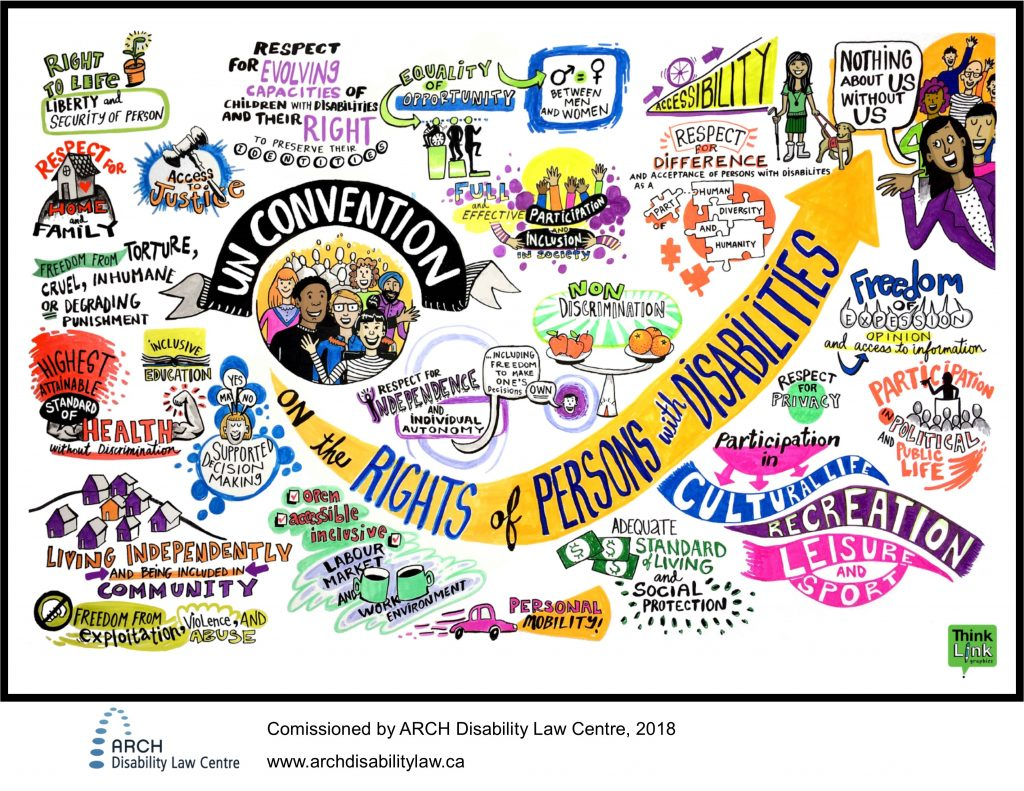 RIGHT
TO LIFE
LIBERTY and
SECURITY OF PERSON
RESPECT
FOR EVOLVING
CAPACITIES OF
CHILDREN WITH DISABILITIES
AND THEIR RIGHT
TO PRESERVE THEIR
IDENTITIES
EQUALITY
OF
OPPORTUNITY
♂ = ♀
BETWEEN
MEN
AND WOMEN
ACCESSIBILITY
NOTHING
ABOUT US
WITHOUT
US
RESPECT FOR
HOME
and
FAMILY
Access
TO
Justice
RESPECT
FOR
DIFFERENCE
AND ACCEPTANCE OF PERSONS WITH DISABILITES
AS A
PART
OF
HUMAN
DIVERSITY
AND
HUMANITY
FULL
and
EFFECTIVE
PARTICIPATION
AND
INCLUSION
IN SOCIETY
UN CONVENTION
ON the RIGHTS of PERSONS with DISABILITIES
FREEDOM FROM TORTURE,
CRUEL, INHUMANE
OR DEGRADING
PUNISHMENT
NON
DISCRIMINATION
Freedom
OF
EXPESSION
OPINION
and access to information
HIGHEST
ATTAINABLE
STANDARD
OF
HEALTH
without Discrimination
INCLUSIVE
EDUCATION
YES
MA
NO
SUPPORTED
DECISION
MAKING
RESPECT FOR
INDEPENDENCE
AND
INDIVIDUAL
AUTONOMY
...INCLUDING
FREEDOM
TO MAKE
ONE'S
Decisions
OWN
RESPECT
FOR
PRIVACY
PARTICIPATION
IN
POLITICAL
AND
PUBLIC
LIFE
Participation
in
CULTURAL LIFE
RECREATION
LEISURE
AND
SPORT
LIVING INDEPENDENTLY
AND BEING INCLUDED IN
COMMUNITY
open
accessible
inclusive
LABOUR
MARKET
AND
WORK
ENVIRONMENT
ADEQUATE
$ $
STANDARD
OF LIVING
and
SOCIAL
PROTECTION
FREEDOM FROM
exploitation, Violence, AND
ABUSE
PERSONAL
MOBILITY!
Think
Link
graphics
ARCH
Disability Law Centre
Comissioned by ARCH Disability Law Centre, 2018
www.archdisabilitylaw.ca